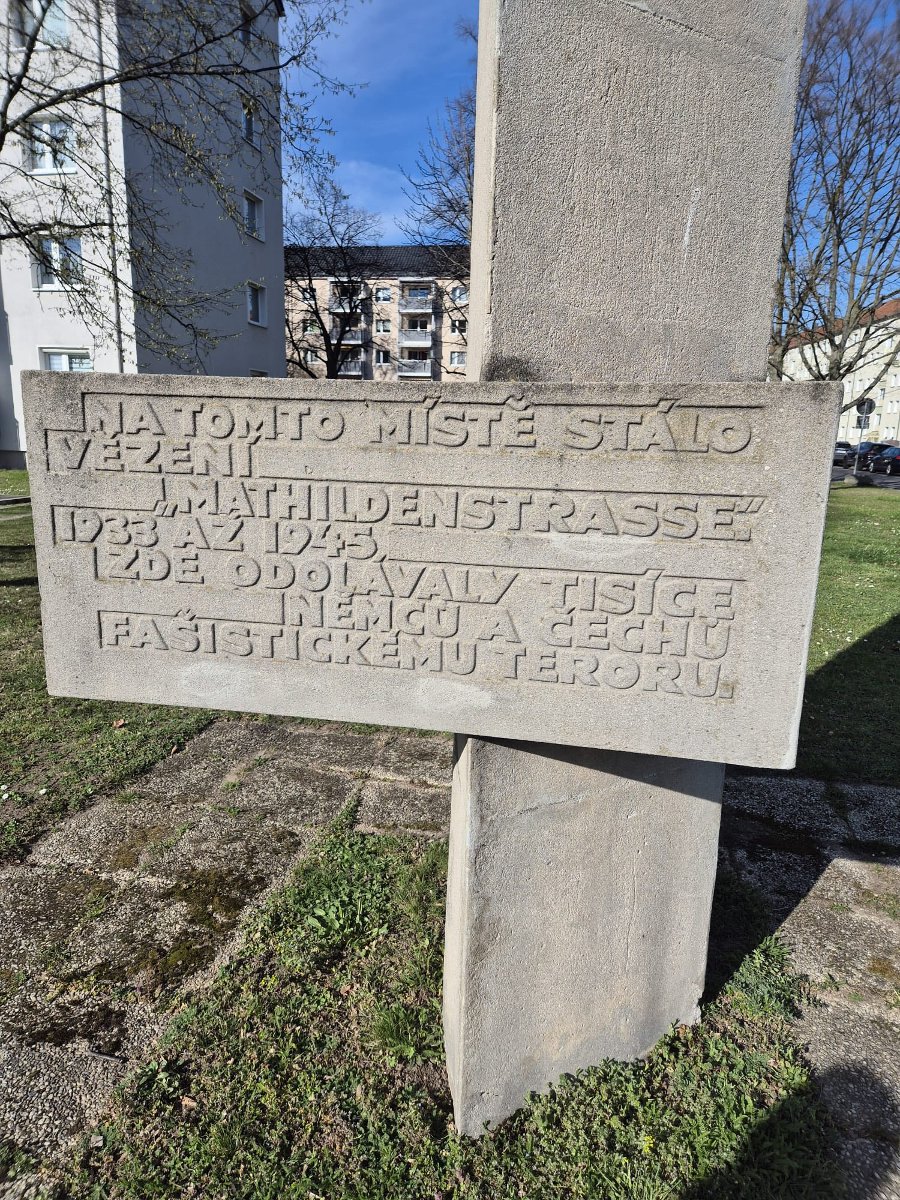 NA TOMTO MÍSTĚ STÁLO
VĚZENÍ
„MATHILDENSTRASSE“
1933 AŽ 1945
ZDE ODOLÁVALY TISÍCE
NĚMCŮ A ČECHŮ
FAŠISTICKÉMU TERORU.